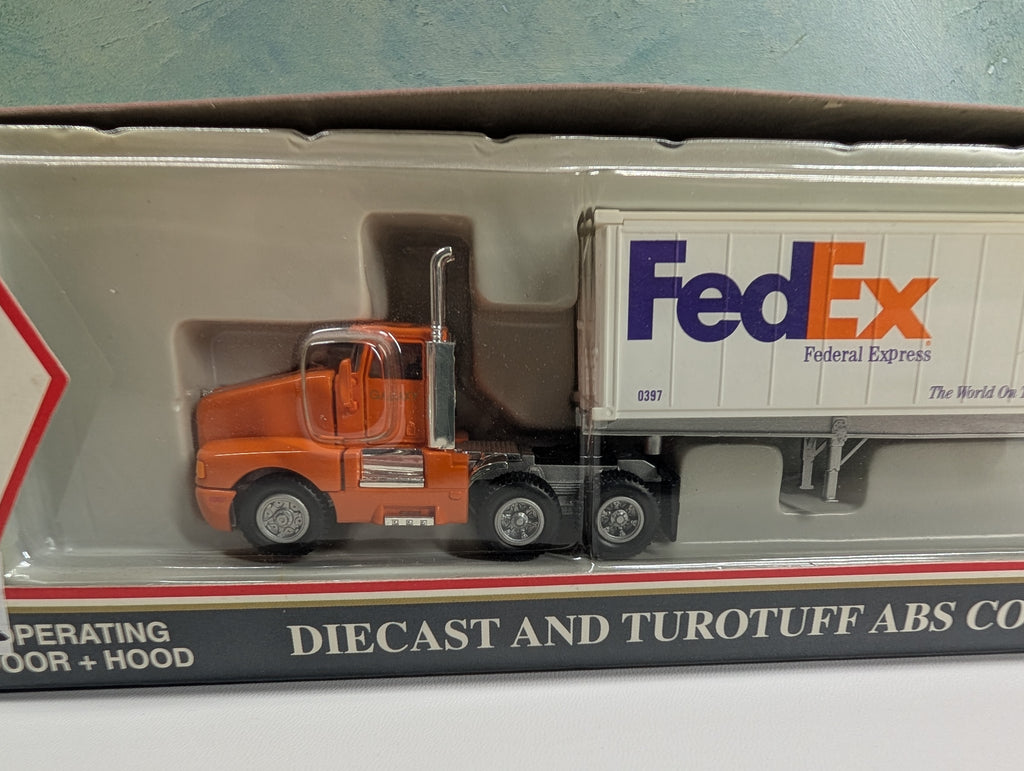 FedEx
Federal Express
0397
The World On T
OPERATING
OOR + HOOD
DIECAST AND TUROTUFF ABS CO